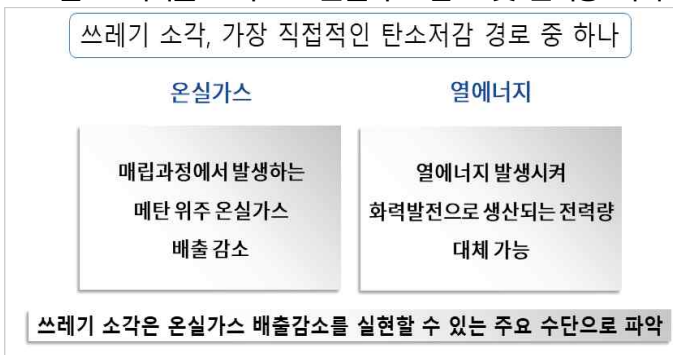 쓰레기 소각, 가장 직접적인 탄소저감 경로 중 하나
온실가스
열에너지
매립과정에서 발생하는
메탄 위주 온실가스
배출 감소
열에너지 발생시켜
화력발전으로 생산되는 전력량
대체 가능
쓰레기 소각은 온실가스 배출감소를 실현할 수 있는 주요 수단으로 파악